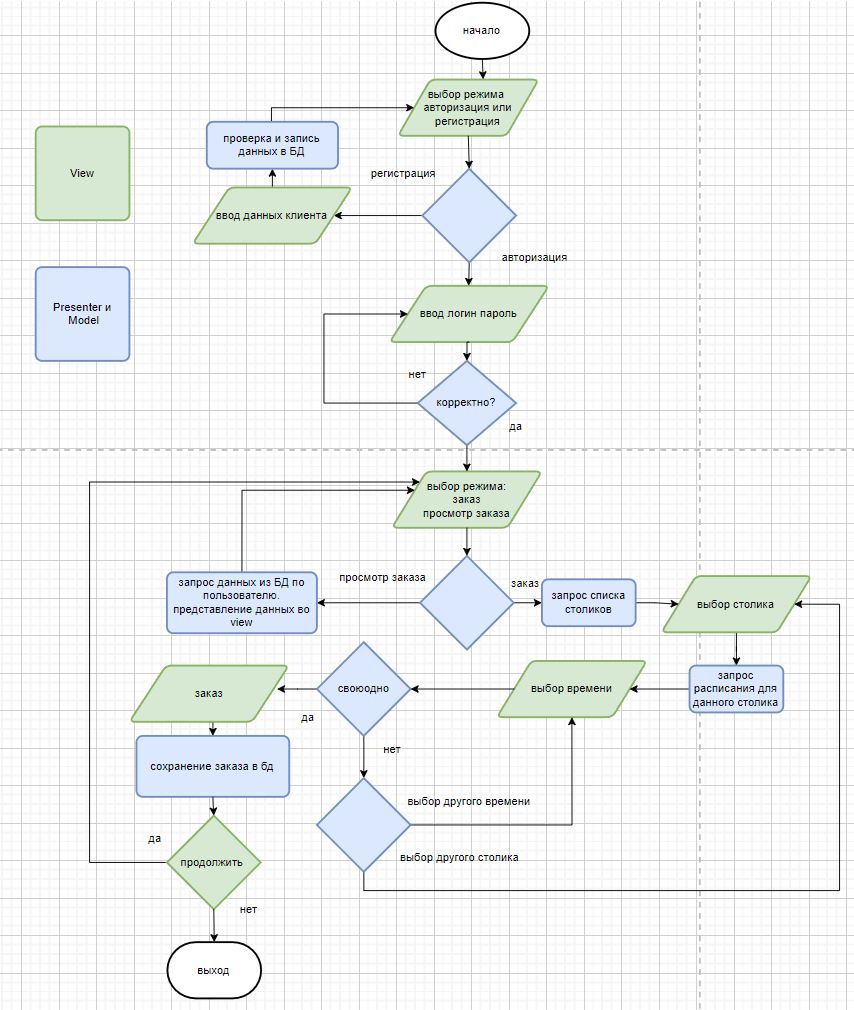 начало
выбор режима
авторизация или
регистрация
проверка и запись
данных в БД
View
регистрация
ввод данных клиента
авторизация
Presenter и
Model
ввод логин пароль
нет
корректно?
да
выбор режима:
заказ
просмотр заказа
просмотр заказа
заказ
запрос данных из БД по
пользователю.
представление данных во
view
запрос списка
столиков
выбор столика
заказ
да
своюодно
выбор времени
запрос
расписания для
данного столика
нет
сохранение заказа в бд
выбор другого времени
да
продолжить
выбор другого столика
нет
выход